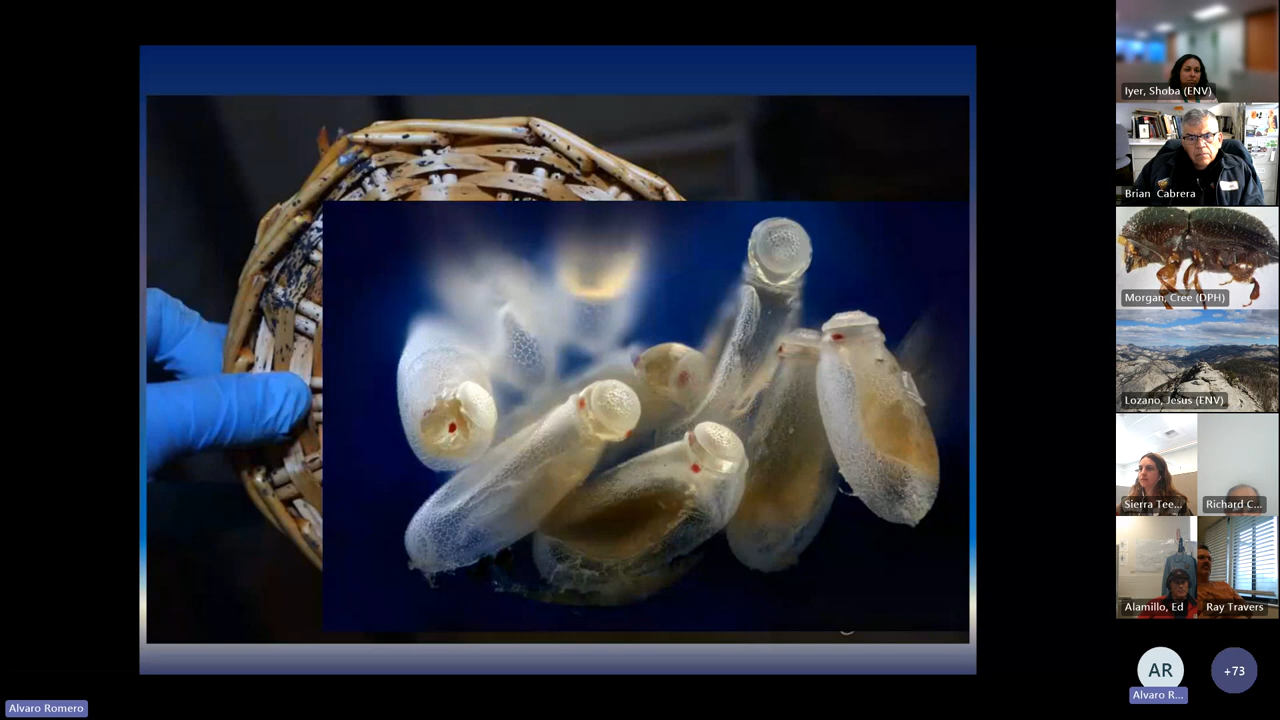 Iyer, Shoba (ENV)
Brian Cabrera
Morgan, Cree (DPH)
Lozano, Jesus (ENV)
Sierra Tee...
Richard C...
Alamillo, Ed
Ray Travers
AR
+73
Alvaro R...
Alvaro Romero